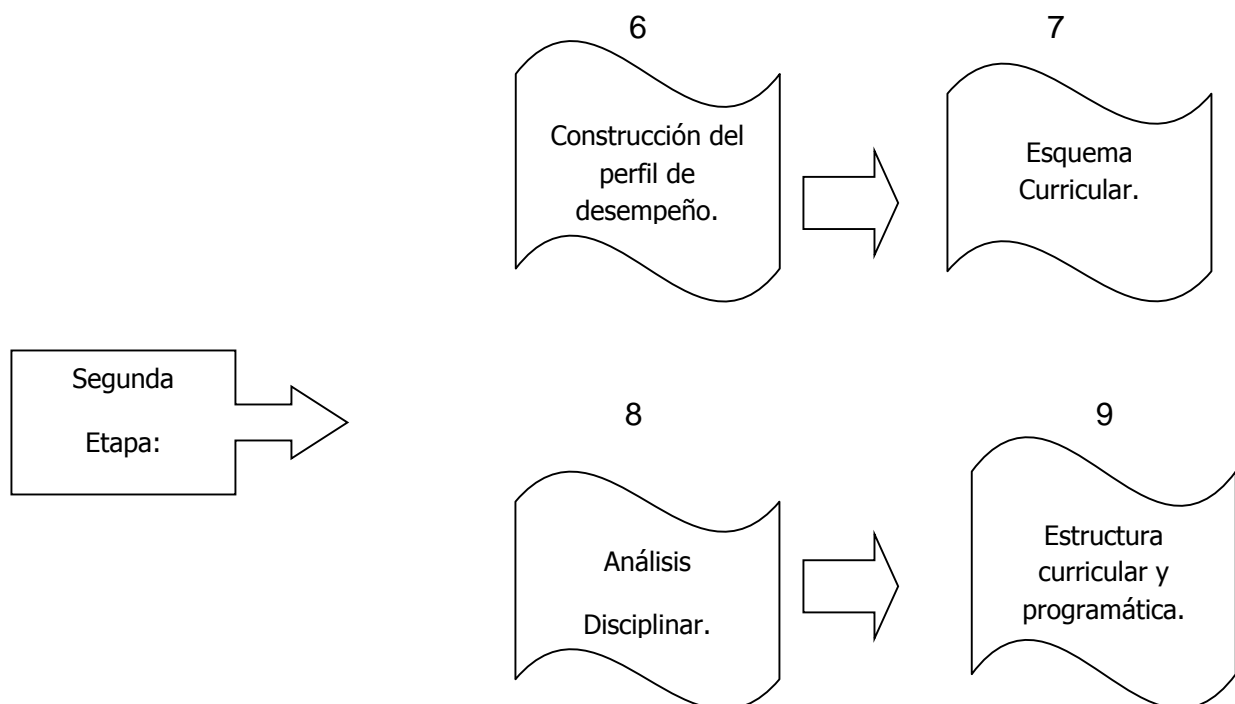 6
7
Construcción del
perfil de
desempeño.
Esquema
Curricular.
Segunda
Etapa:
8
9
Análisis
Disciplinar.
Estructura
curricular y
programática.